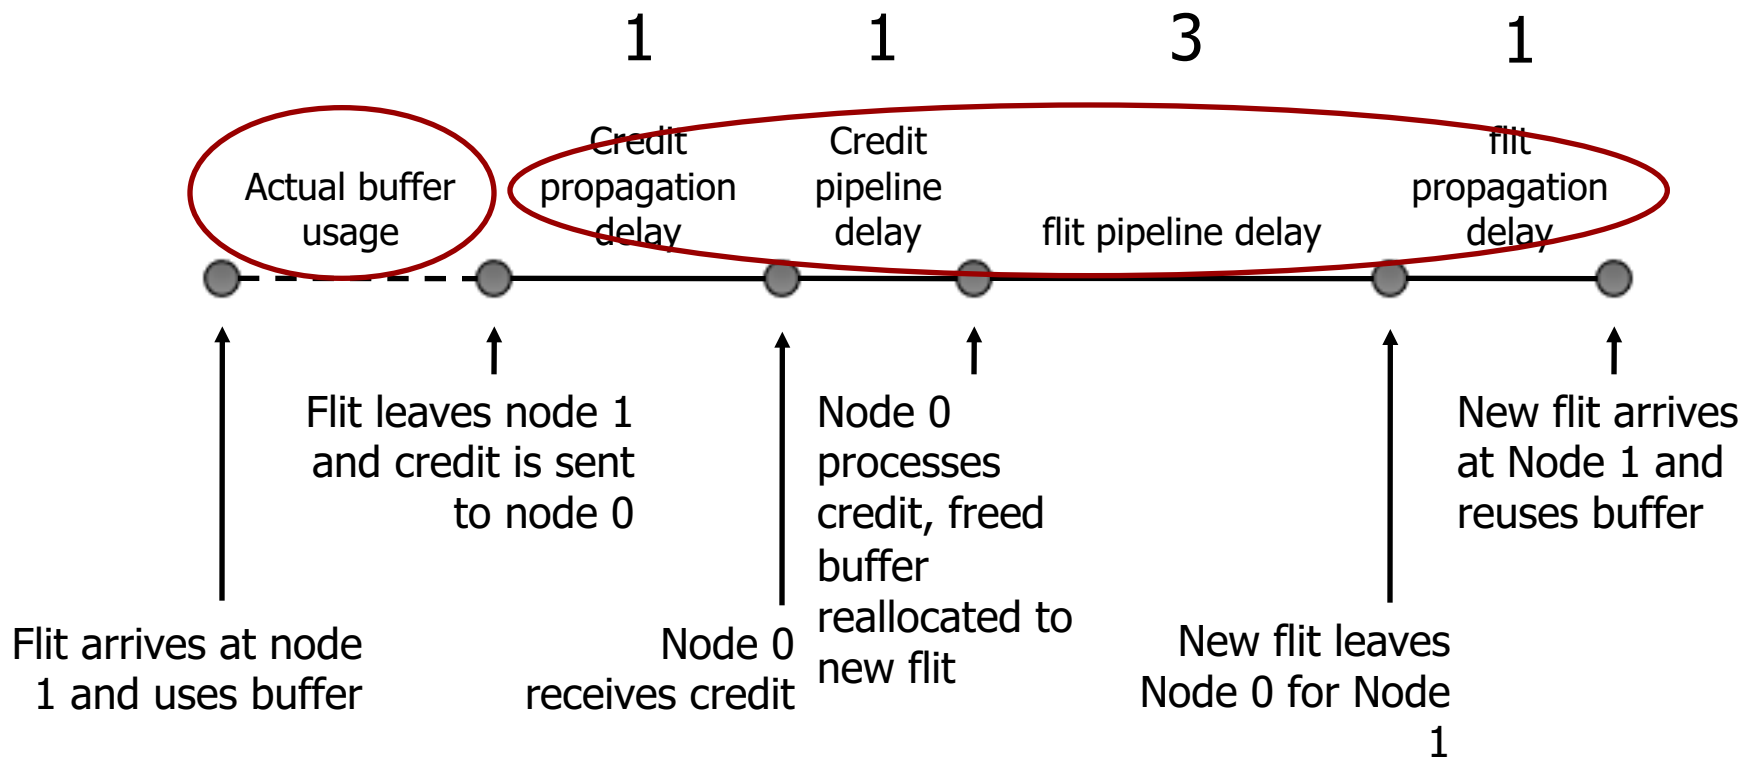 1
1
3
1
Credit
propagation
delay
Credit
pipeline
delay
flit
propagation
delay
Actual buffer
usage
flit pipeline delay
Flit leaves node 1
and credit is sent
to node 0
Node 0
processes
credit, freed
buffer
reallocated to
new flit
New flit arrives
at Node 1 and
reuses buffer
Flit arrives at node
1 and uses buffer
Node 0
receives credit
New flit leaves
Node 0 for Node
1